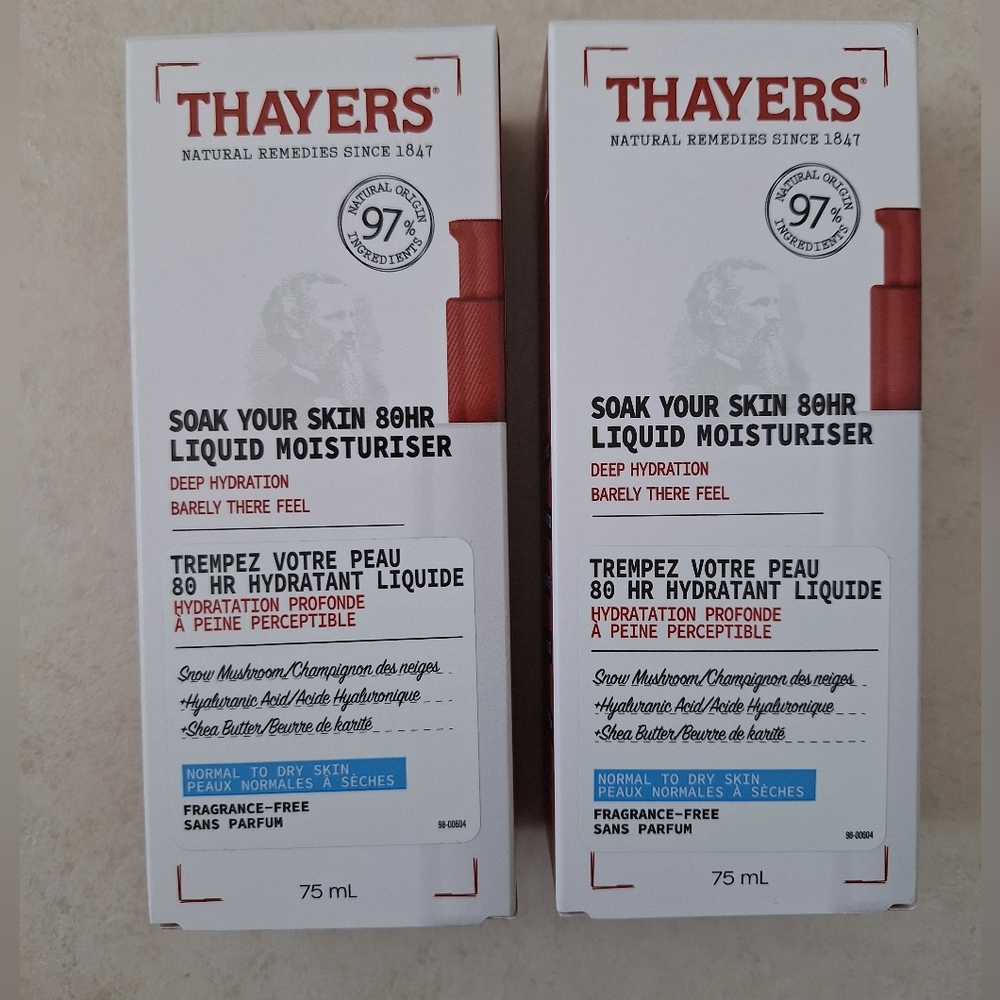 THAYERS®
NATURAL REMEDIES SINCE 1847
NATURAL ORIGIN
97%
INGREDIENTS
SOAK YOUR SKIN 80HR
LIQUID MOISTURISER
DEEP HYDRATION
BARELY THERE FEEL
TREMPEZ VOTRE PEAU
80 HR HYDRATANT LIQUIDE
HYDRATATION PROFONDE
À PEINE PERCEPTIBLE
Snow Mushroom/Champignon des neiges
+Hyaluranic Acid/Acide Hyaluronique
+Shea Butter/Beurre de karité
NORMAL TO DRY SKIN
PEAUX NORMALES À SÈCHES
FRAGRANCE-FREE
SANS PARFUM
98-00604
75 mL
THAYERS®
NATURAL REMEDIES SINCE 1847
NATURAL ORIGIN
97%
INGREDIENTS
SOAK YOUR SKIN 80HR
LIQUID MOISTURISER
DEEP HYDRATION
BARELY THERE FEEL
TREMPEZ VOTRE PEAU
80 HR HYDRATANT LIQUIDE
HYDRATATION PROFONDE
À PEINE PERCEPTIBLE
Snow Mushroom/Champignon des neiges
+Hyaluranic Acid/Acide Hyaluronique
+Shea Butter/Beurre de karité
NORMAL TO DRY SKIN
PEAUX NORMALES À SÈCHES
FRAGRANCE-FREE
SANS PARFUM
98-00604
75 mL